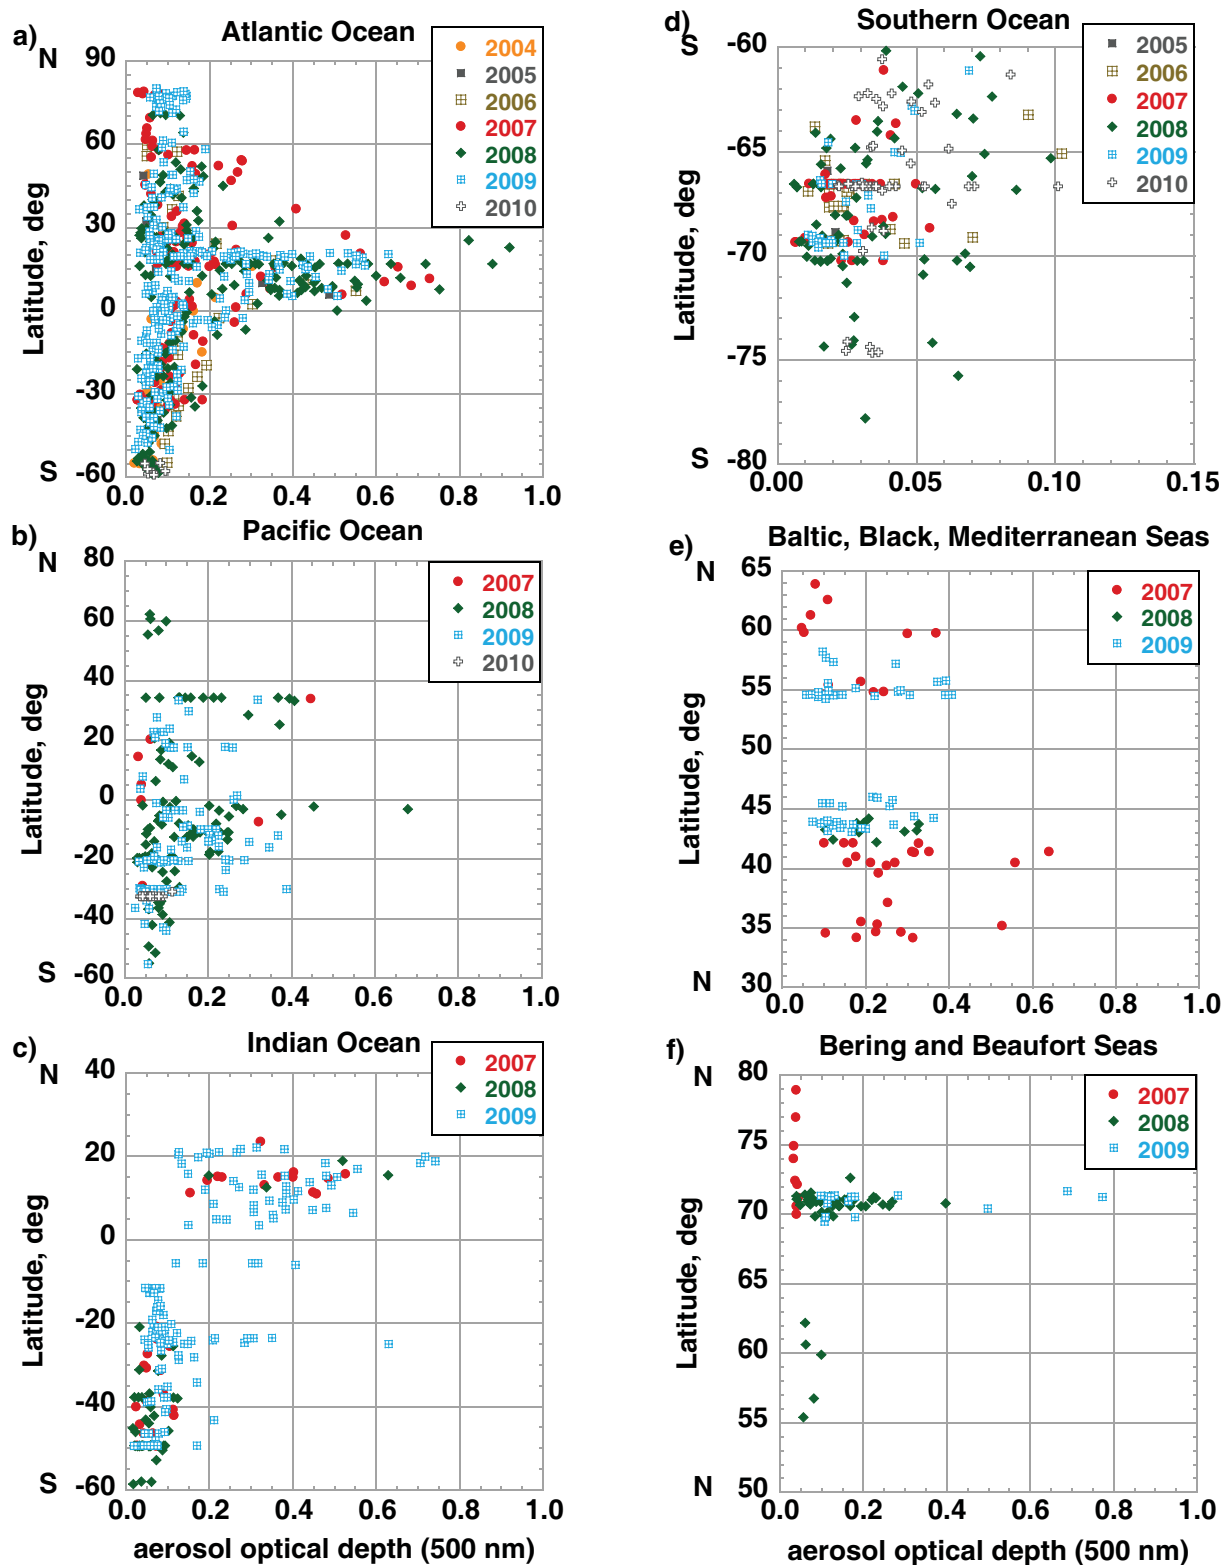 a)
Atlantic Ocean
N
90
60
30
0
-30
-60
S
Latitude, deg
0.0 0.2 0.4 0.6 0.8 1.0
2004
2005
2006
2007
2008
2009
2010
b)
Pacific Ocean
N
80
60
40
20
0
-20
-40
-60
S
Latitude, deg
0.0 0.2 0.4 0.6 0.8 1.0
2007
2008
2009
2010
c)
Indian Ocean
N
40
20
0
-20
-40
-60
S
Latitude, deg
0.0 0.2 0.4 0.6 0.8 1.0
aerosol optical depth (500 nm)
2007
2008
2009
d)
Southern Ocean
S
-60
-65
-70
-75
-80
S
Latitude, deg
0.00 0.05 0.10 0.15
2005
2006
2007
2008
2009
2010
e)
Baltic, Black, Mediterranean Seas
N
65
60
55
50
45
40
35
30
N
Latitude, deg
0.0 0.2 0.4 0.6 0.8 1.0
2007
2008
2009
f)
Bering and Beaufort Seas
N
80
75
70
65
60
55
50
N
Latitude, deg
0.0 0.2 0.4 0.6 0.8 1.0
aerosol optical depth (500 nm)
2007
2008
2009